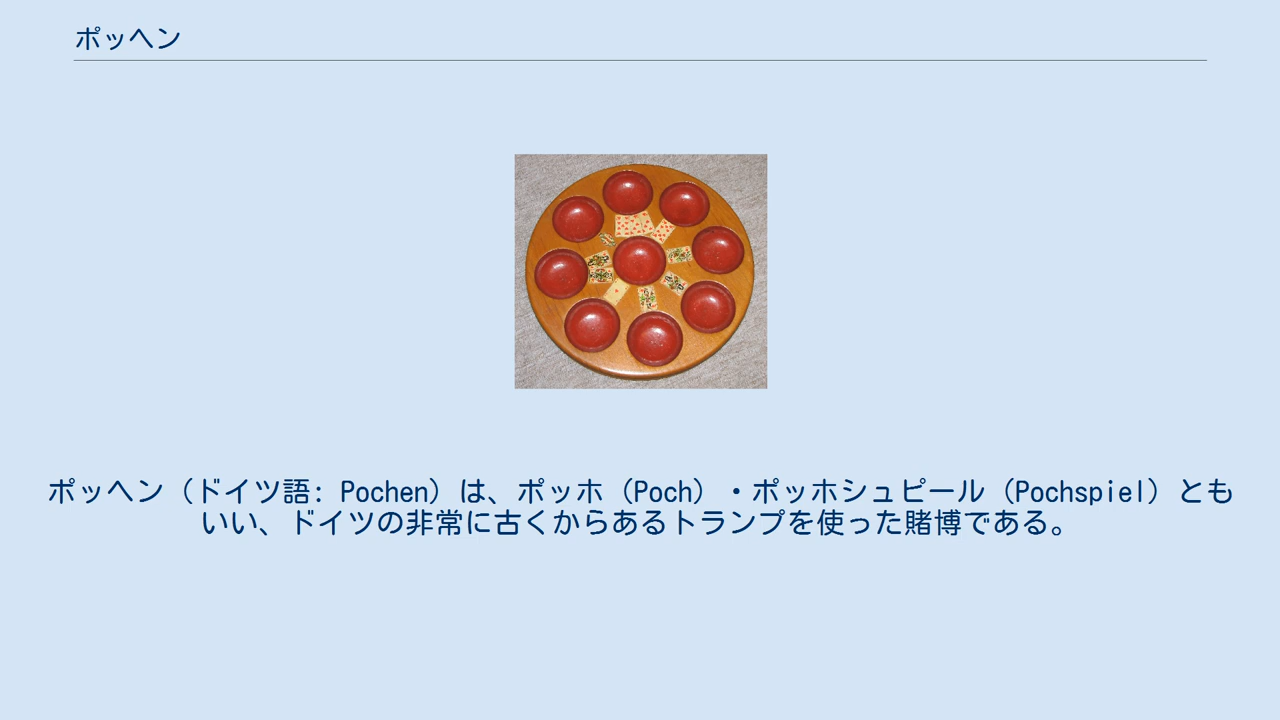 ポッヘン
ポッヘン（ドイツ語: Pochen）は、ポッホ（Poch）・ポッホシュピール（Pochspiel）とも
いい、ドイツの非常に古くからあるトランプを使った賭博である。